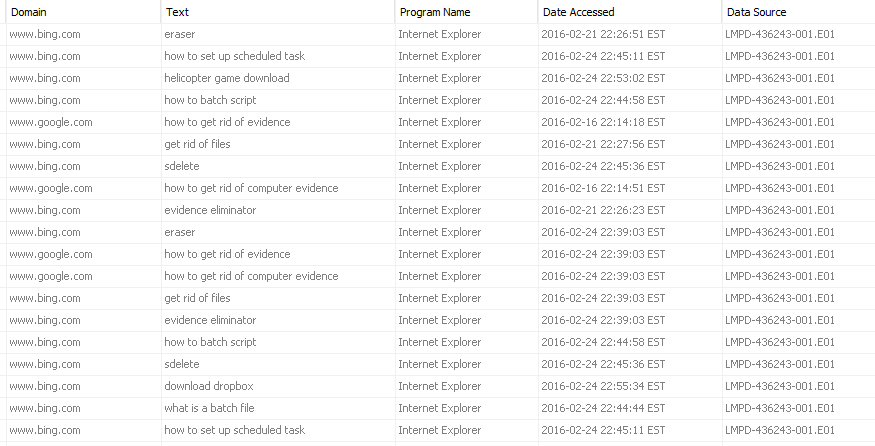 Domain Text Program Name Date Accessed Data Source
www.bing.com eraser Internet Explorer 2016-02-21 22:26:51 EST LMPD-436243-001.E01
www.bing.com how to set up scheduled task Internet Explorer 2016-02-24 22:45:11 EST LMPD-436243-001.E01
www.bing.com helicopter game download Internet Explorer 2016-02-24 22:53:02 EST LMPD-436243-001.E01
www.bing.com how to batch script Internet Explorer 2016-02-24 22:44:58 EST LMPD-436243-001.E01
www.google.com how to get rid of evidence Internet Explorer 2016-02-16 22:14:18 EST LMPD-436243-001.E01
www.bing.com get rid of files Internet Explorer 2016-02-21 22:27:56 EST LMPD-436243-001.E01
www.bing.com sdelete Internet Explorer 2016-02-24 22:45:36 EST LMPD-436243-001.E01
www.google.com how to get rid of computer evidence Internet Explorer 2016-02-16 22:14:51 EST LMPD-436243-001.E01
www.bing.com evidence eliminator Internet Explorer 2016-02-21 22:26:23 EST LMPD-436243-001.E01
www.bing.com eraser Internet Explorer 2016-02-24 22:39:03 EST LMPD-436243-001.E01
www.google.com how to get rid of evidence Internet Explorer 2016-02-24 22:39:03 EST LMPD-436243-001.E01
www.google.com how to get rid of computer evidence Internet Explorer 2016-02-24 22:39:03 EST LMPD-436243-001.E01
www.bing.com get rid of files Internet Explorer 2016-02-24 22:39:03 EST LMPD-436243-001.E01
www.bing.com evidence eliminator Internet Explorer 2016-02-24 22:39:03 EST LMPD-436243-001.E01
www.bing.com how to batch script Internet Explorer 2016-02-24 22:44:58 EST LMPD-436243-001.E01
www.bing.com sdelete Internet Explorer 2016-02-24 22:45:36 EST LMPD-436243-001.E01
www.bing.com download dropbox Internet Explorer 2016-02-24 22:55:34 EST LMPD-436243-001.E01
www.bing.com what is a batch file Internet Explorer 2016-02-24 22:44:44 EST LMPD-436243-001.E01
www.bing.com how to set up scheduled task Internet Explorer 2016-02-24 22:45:11 EST LMPD-436243-001.E01